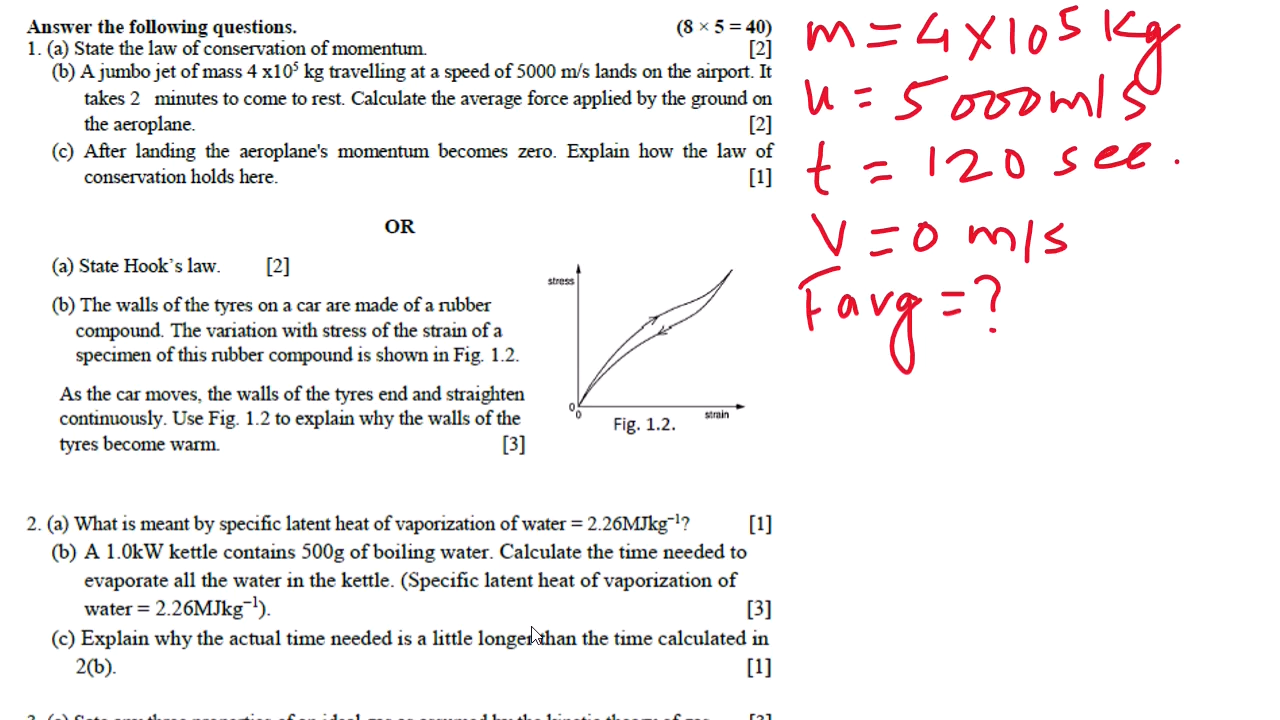 Answer the following questions. (8 × 5 = 40)
1. (a) State the law of conservation of momentum. [2]
(b) A jumbo jet of mass 4 x10⁵ kg travelling at a speed of 5000 m/s lands on the airport. It
takes 2 minutes to come to rest. Calculate the average force applied by the ground on
the aeroplane. [2]
(c) After landing the aeroplane's momentum becomes zero. Explain how the law of
conservation holds here. [1]
OR
(a) State Hook's law. [2]
(b) The walls of the tyres on a car are made of a rubber
compound. The variation with stress of the strain of a
specimen of this rubber compound is shown in Fig. 1.2.
As the car moves, the walls of the tyres end and straighten
continuously. Use Fig. 1.2 to explain why the walls of the
tyres become warm. [3]
stress
0
0
strain
Fig. 1.2.
2. (a) What is meant by specific latent heat of vaporization of water = 2.26MJkg⁻¹? [1]
(b) A 1.0kW kettle contains 500g of boiling water. Calculate the time needed to
evaporate all the water in the kettle. (Specific latent heat of vaporization of
water = 2.26MJkg⁻¹). [3]
(c) Explain why the actual time needed is a little longer than the time calculated in
2(b). [1]
m = 4 × 10⁵ Kg
u = 5000 m/s
t = 120 sec.
V = 0 m/s
Favg = ?